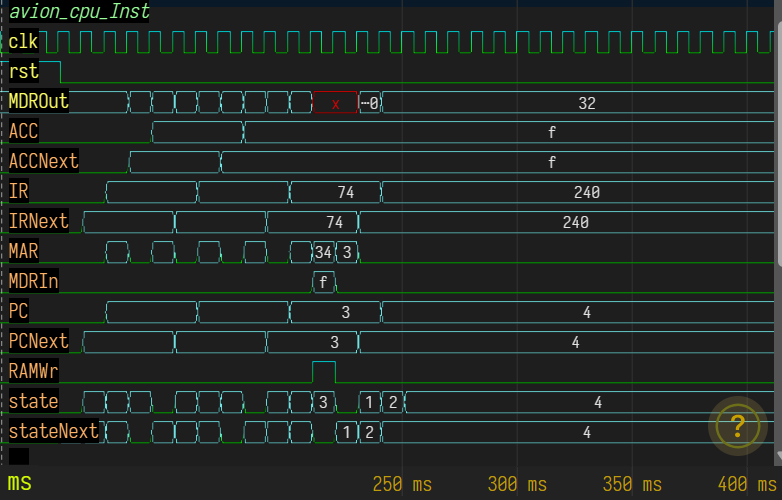 avion_cpu_Inst
clk
rst
MDROut x ⋯0 32
ACC f
ACCNext f
IR 74 240
IRNext 74 240
MAR 34 3
MDRIn f
PC 3 4
PCNext 3 4
RAMWr
state 3 1 2 4
stateNext 1 2 4
?
ms 250 ms 300 ms 350 ms 400 ms